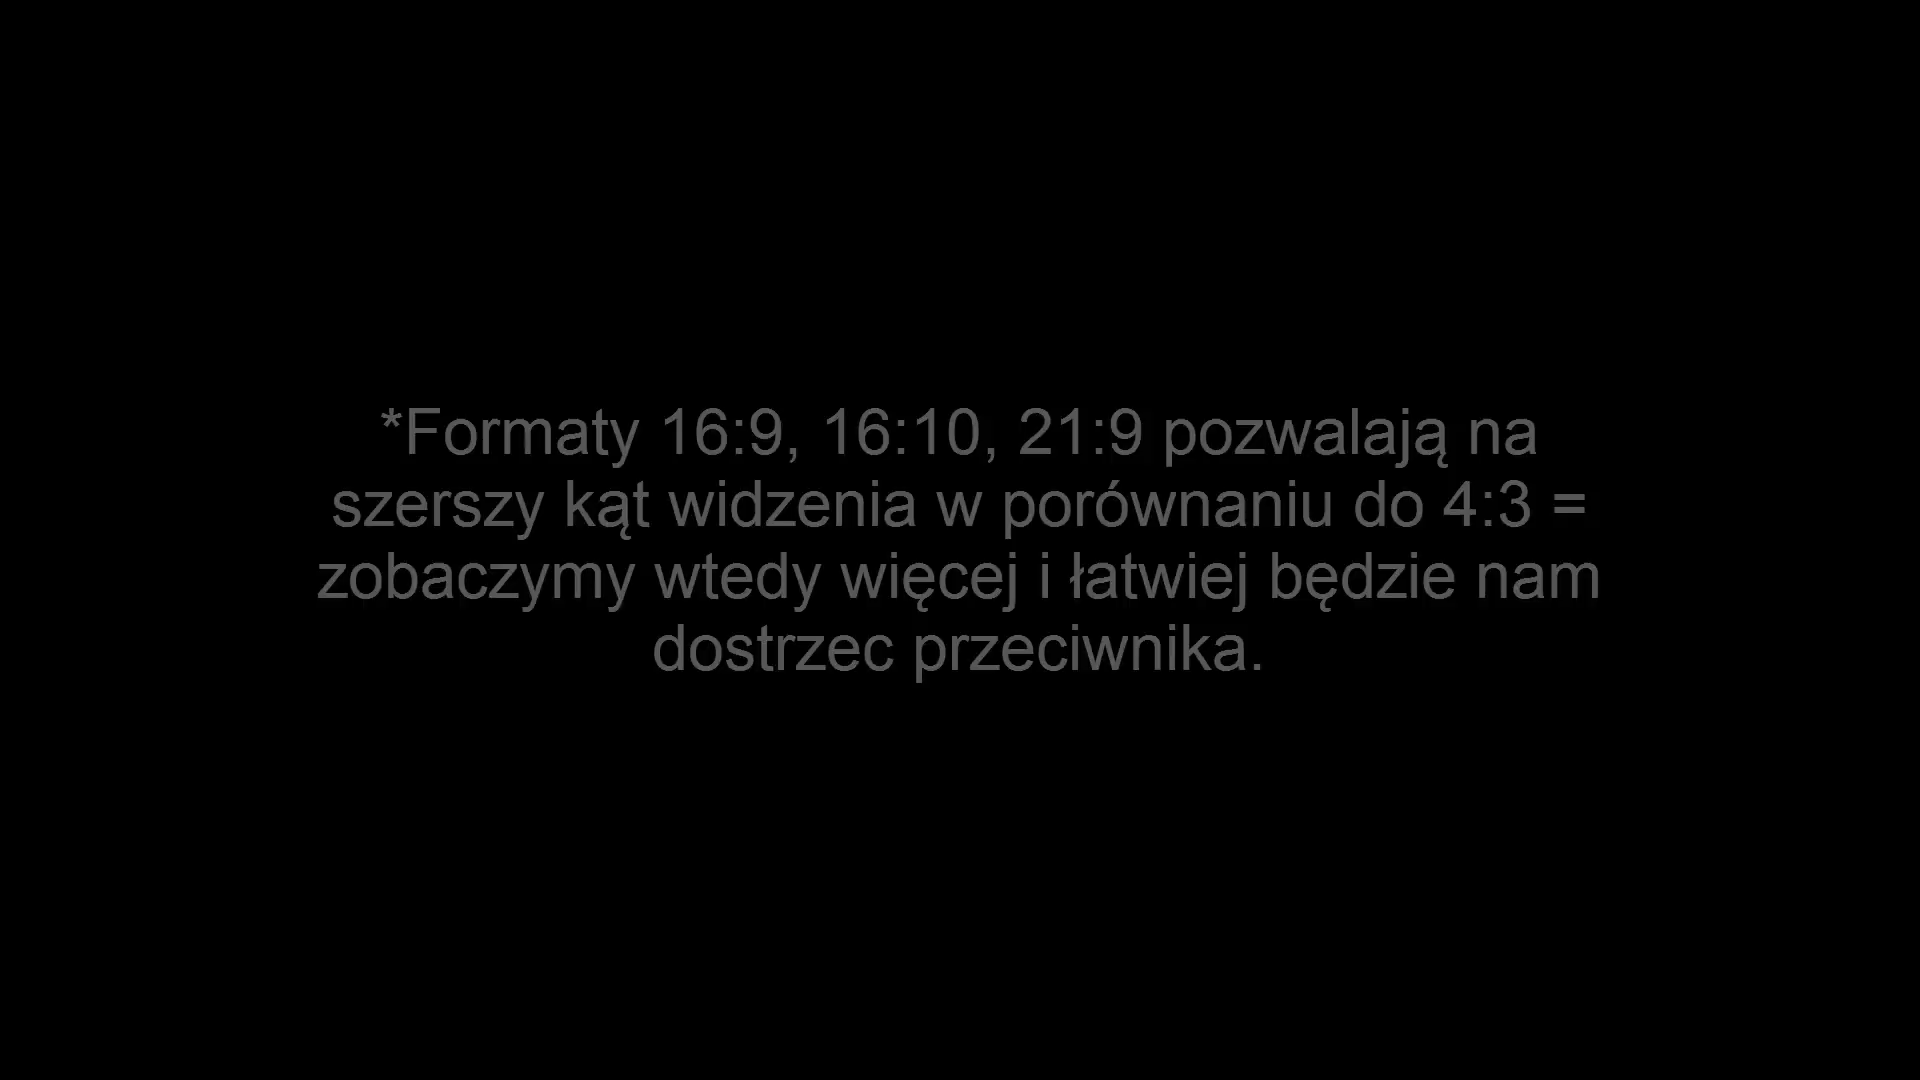 *Formaty 16:9, 16:10, 21:9 pozwalają na
szerszy kąt widzenia w porównaniu do 4:3 =
zobaczymy wtedy więcej i łatwiej będzie nam
dostrzec przeciwnika.